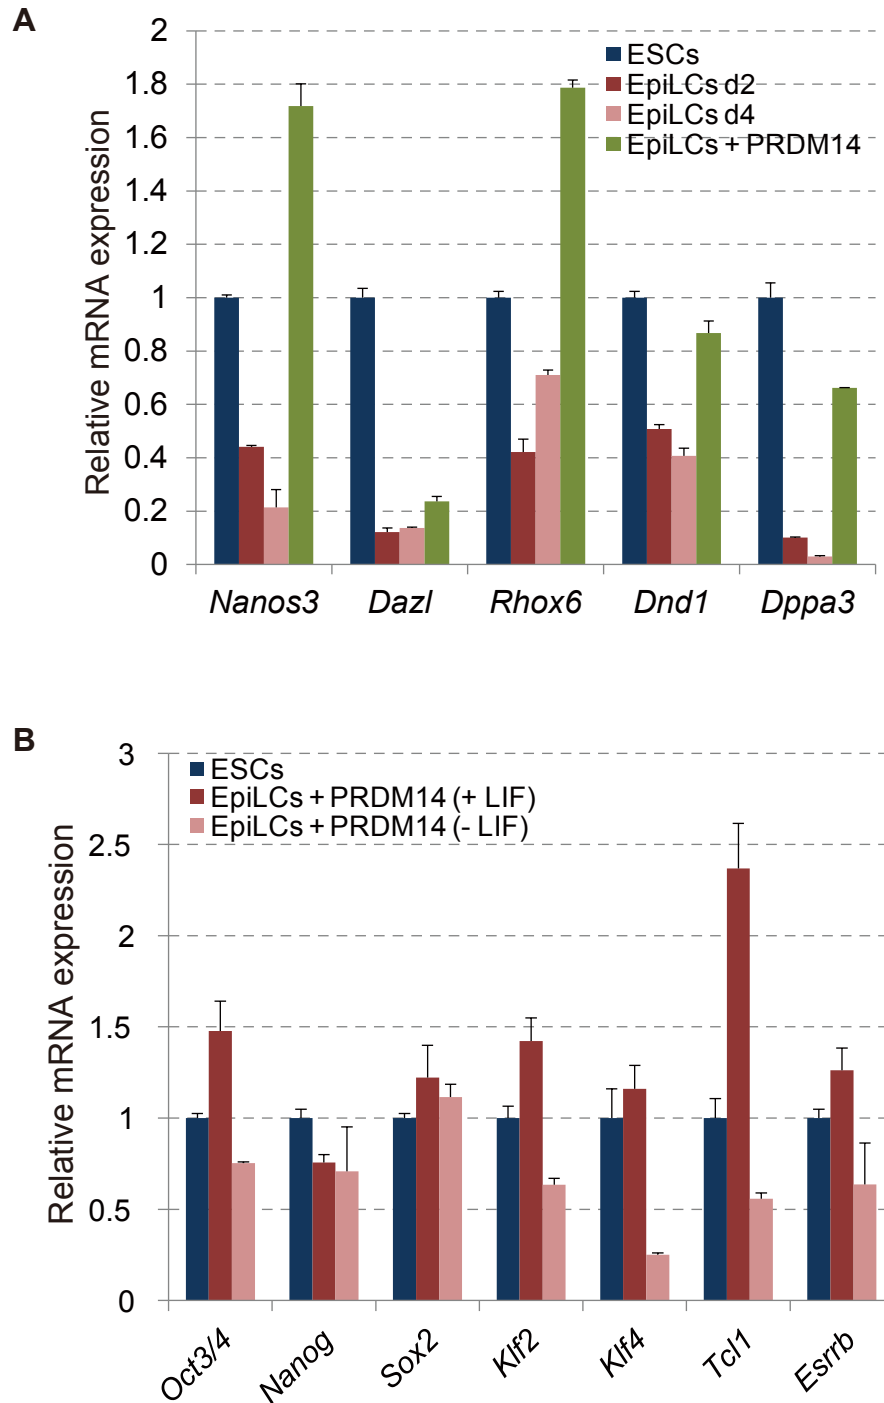 A
Relative mRNA expression
2
1.8
1.6
1.4
1.2
1
0.8
0.6
0.4
0.2
0
ESCs
EpiLCs d2
EpiLCs d4
EpiLCs + PRDM14
Nanos3 Dazl Rhox6 Dnd1 Dppa3
B
Relative mRNA expression
3
2.5
2
1.5
1
0.5
0
ESCs
EpiLCs + PRDM14 (+ LIF)
EpiLCs + PRDM14 (- LIF)
Oct3/4 Nanog Sox2 Klf2 Klf4 Tcl1 Esrrb